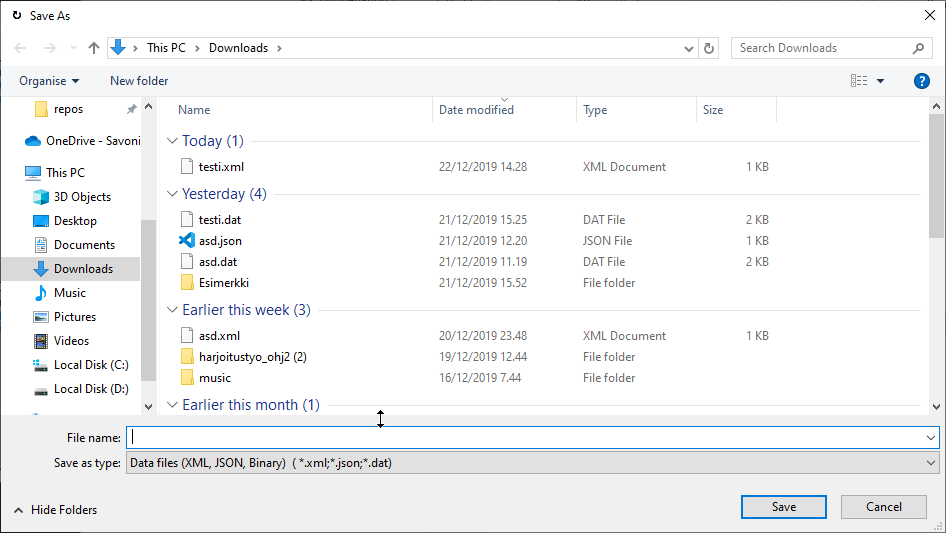 Save As
This PC Downloads
Search Downloads
Organise New folder
?
repos
OneDrive - Savoni
This PC
3D Objects
Desktop
Documents
Downloads
Music
Pictures
Videos
Local Disk (C:)
Local Disk (D:)
Name Date modified Type Size
Today (1)
testi.xml 22/12/2019 14.28 XML Document 1 KB
Yesterday (4)
testi.dat 21/12/2019 15.25 DAT File 2 KB
asd.json 21/12/2019 12.20 JSON File 1 KB
asd.dat 21/12/2019 11.19 DAT File 2 KB
Esimerkki 21/12/2019 15.52 File folder
Earlier this week (3)
asd.xml 20/12/2019 23.48 XML Document 1 KB
harjoitustyo_ohj2 (2) 19/12/2019 12.44 File folder
music 16/12/2019 7.44 File folder
Earlier this month (1)
File name:
Save as type: Data files (XML, JSON, Binary) ( *.xml;*.json;*.dat)
Hide Folders
Save Cancel